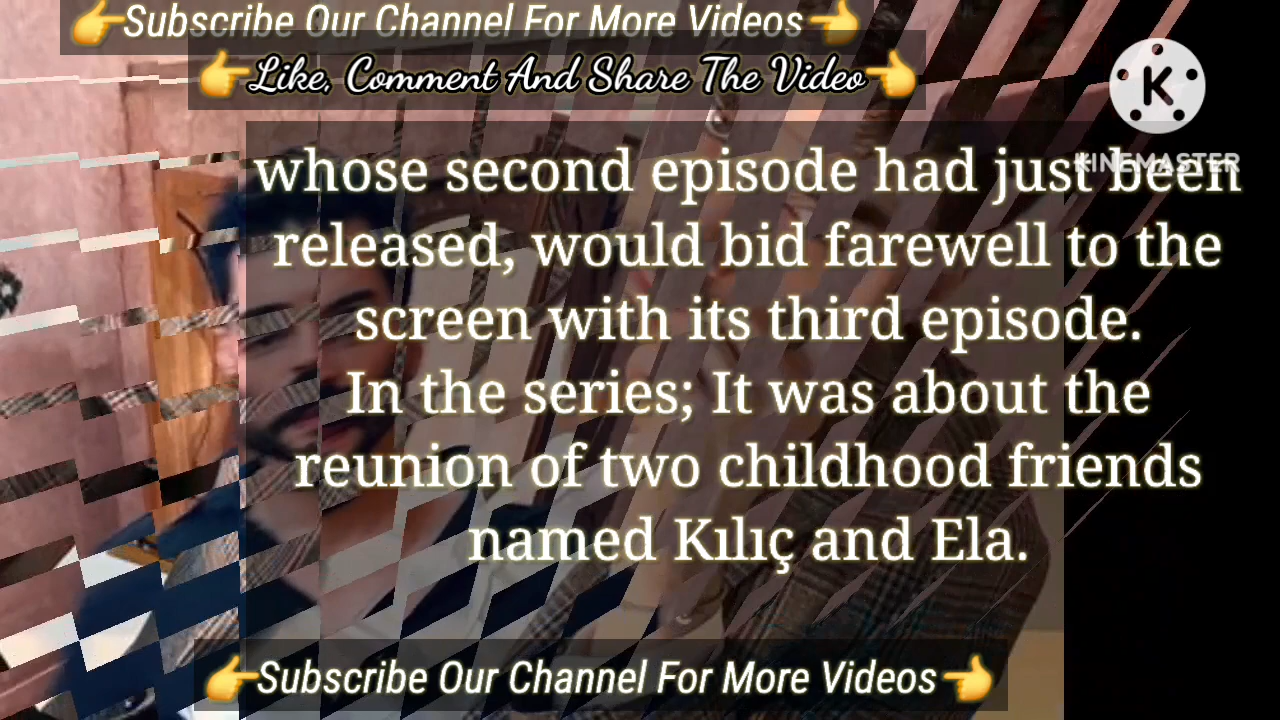 👉Subscribe Our Channel For More Videos👈
👉Like, Comment And Share The Video👈
K
KINEMASTER
whose second episode had just been
released, would bid farewell to the
screen with its third episode.
In the series; It was about the
reunion of two childhood friends
named Kılıç and Ela.
👉Subscribe Our Channel For More Videos👈